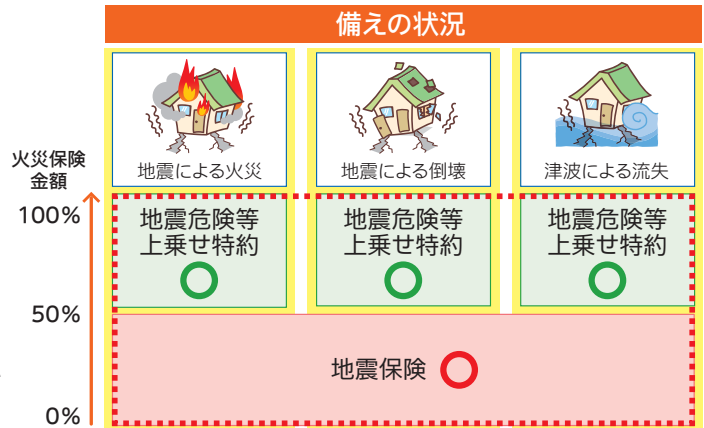 備えの状況
地震による火災
地震による倒壊
津波による流失
火災保険
金額
100%
地震危険等
上乗せ特約
地震危険等
上乗せ特約
地震危険等
上乗せ特約
50%
地震保険
0%